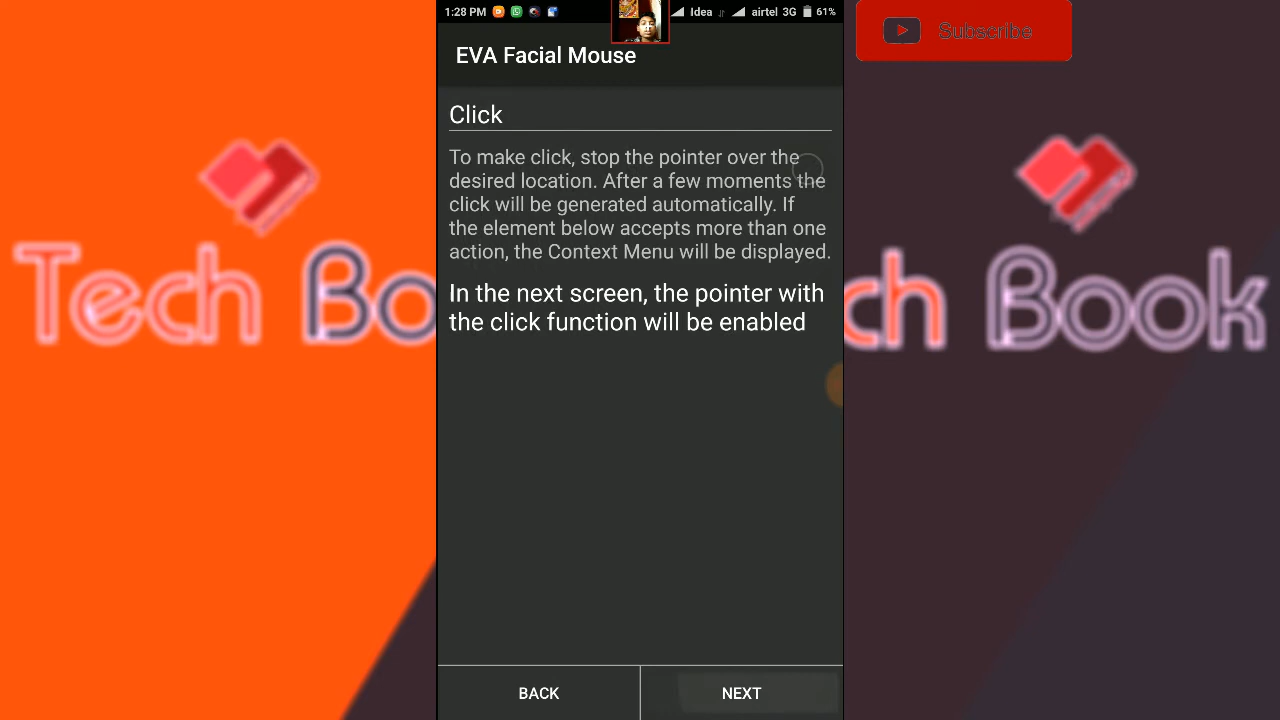 1:28 PM Idea airtel 3G 61%
Subscribe
EVA Facial Mouse
Click
To make click, stop the pointer over the
desired location. After a few moments the
click will be generated automatically. If
the element below accepts more than one
action, the Context Menu will be displayed.
In the next screen, the pointer with
the click function will be enabled
Tech Bo
ch Book
BACK NEXT